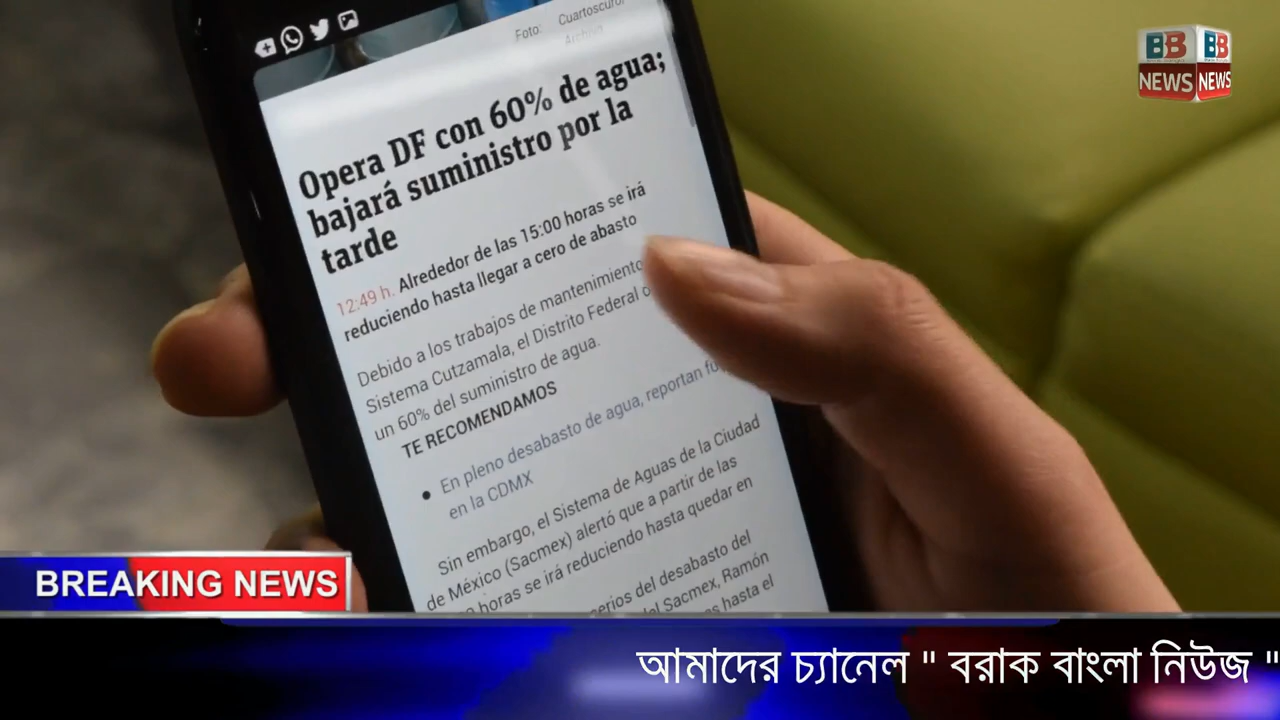 Foto: Cuartoscuro/
Archivo
BB BB
NEWS NEWS
Opera DF con 60% de agua;
bajará suministro por la
tarde
12:49 h. Alrededor de las 15:00 horas se irá
reduciendo hasta llegar a cero de abasto
Debido a los trabajos de mantenimiento
Sistema Cutzamala, el Distrito Federal
un 60% del suministro de agua.
TE RECOMENDAMOS
• En pleno desabasto de agua, reportan
en la CDMX
Sin embargo, el Sistema de Aguas de la Ciudad
de México (Sacmex) alertó que a partir de las
horas se irá reduciendo hasta quedar en
del desabasto del
Sacmex, Ramón
hasta el
BREAKING NEWS
আমাদের চ্যানেল " বরাক বাংলা নিউজ "